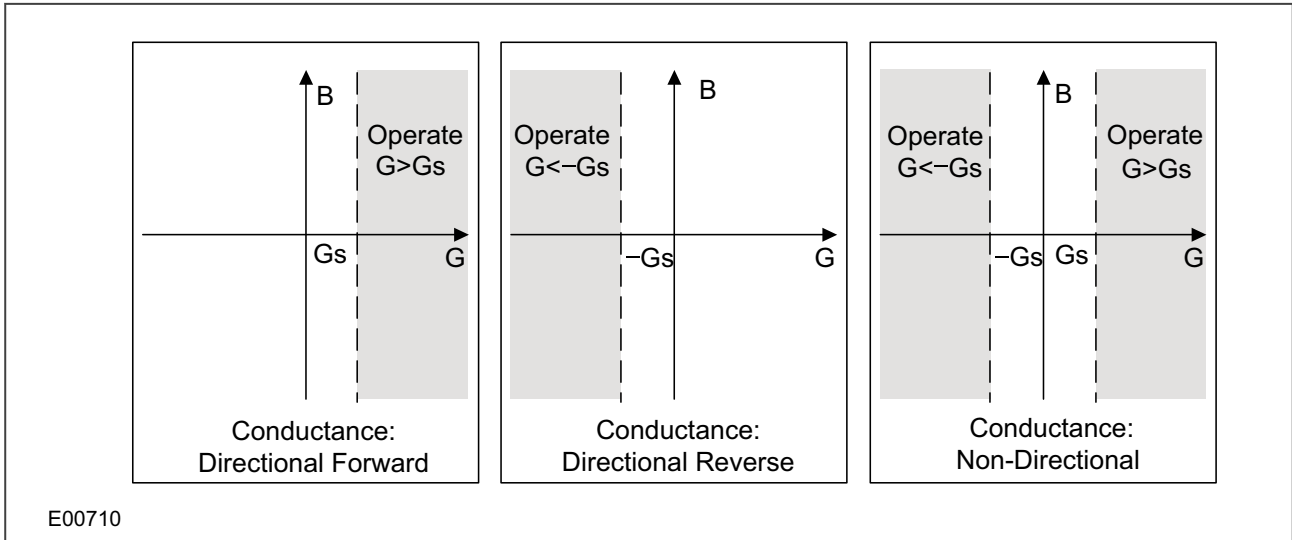 B
Operate
G>Gs
Gs
G
Conductance:
Directional Forward
B
Operate
G<−Gs
−Gs
G
Conductance:
Directional Reverse
B
Operate
G<−Gs
Operate
G>Gs
−Gs
Gs
G
Conductance:
Non-Directional
E00710